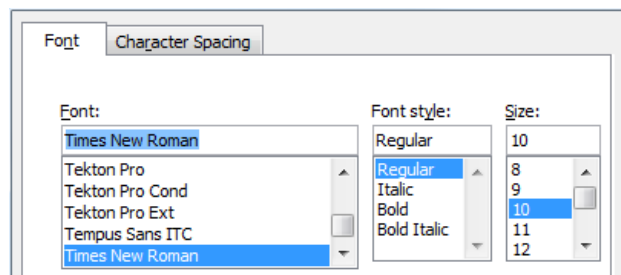 Font
Character Spacing
Font:
Font style:
Size:
Times New Roman
Regular
10
Tekton Pro
Tekton Pro Cond
Tekton Pro Ext
Tempus Sans ITC
Times New Roman
Regular
Italic
Bold
Bold Italic
8
9
10
11
12